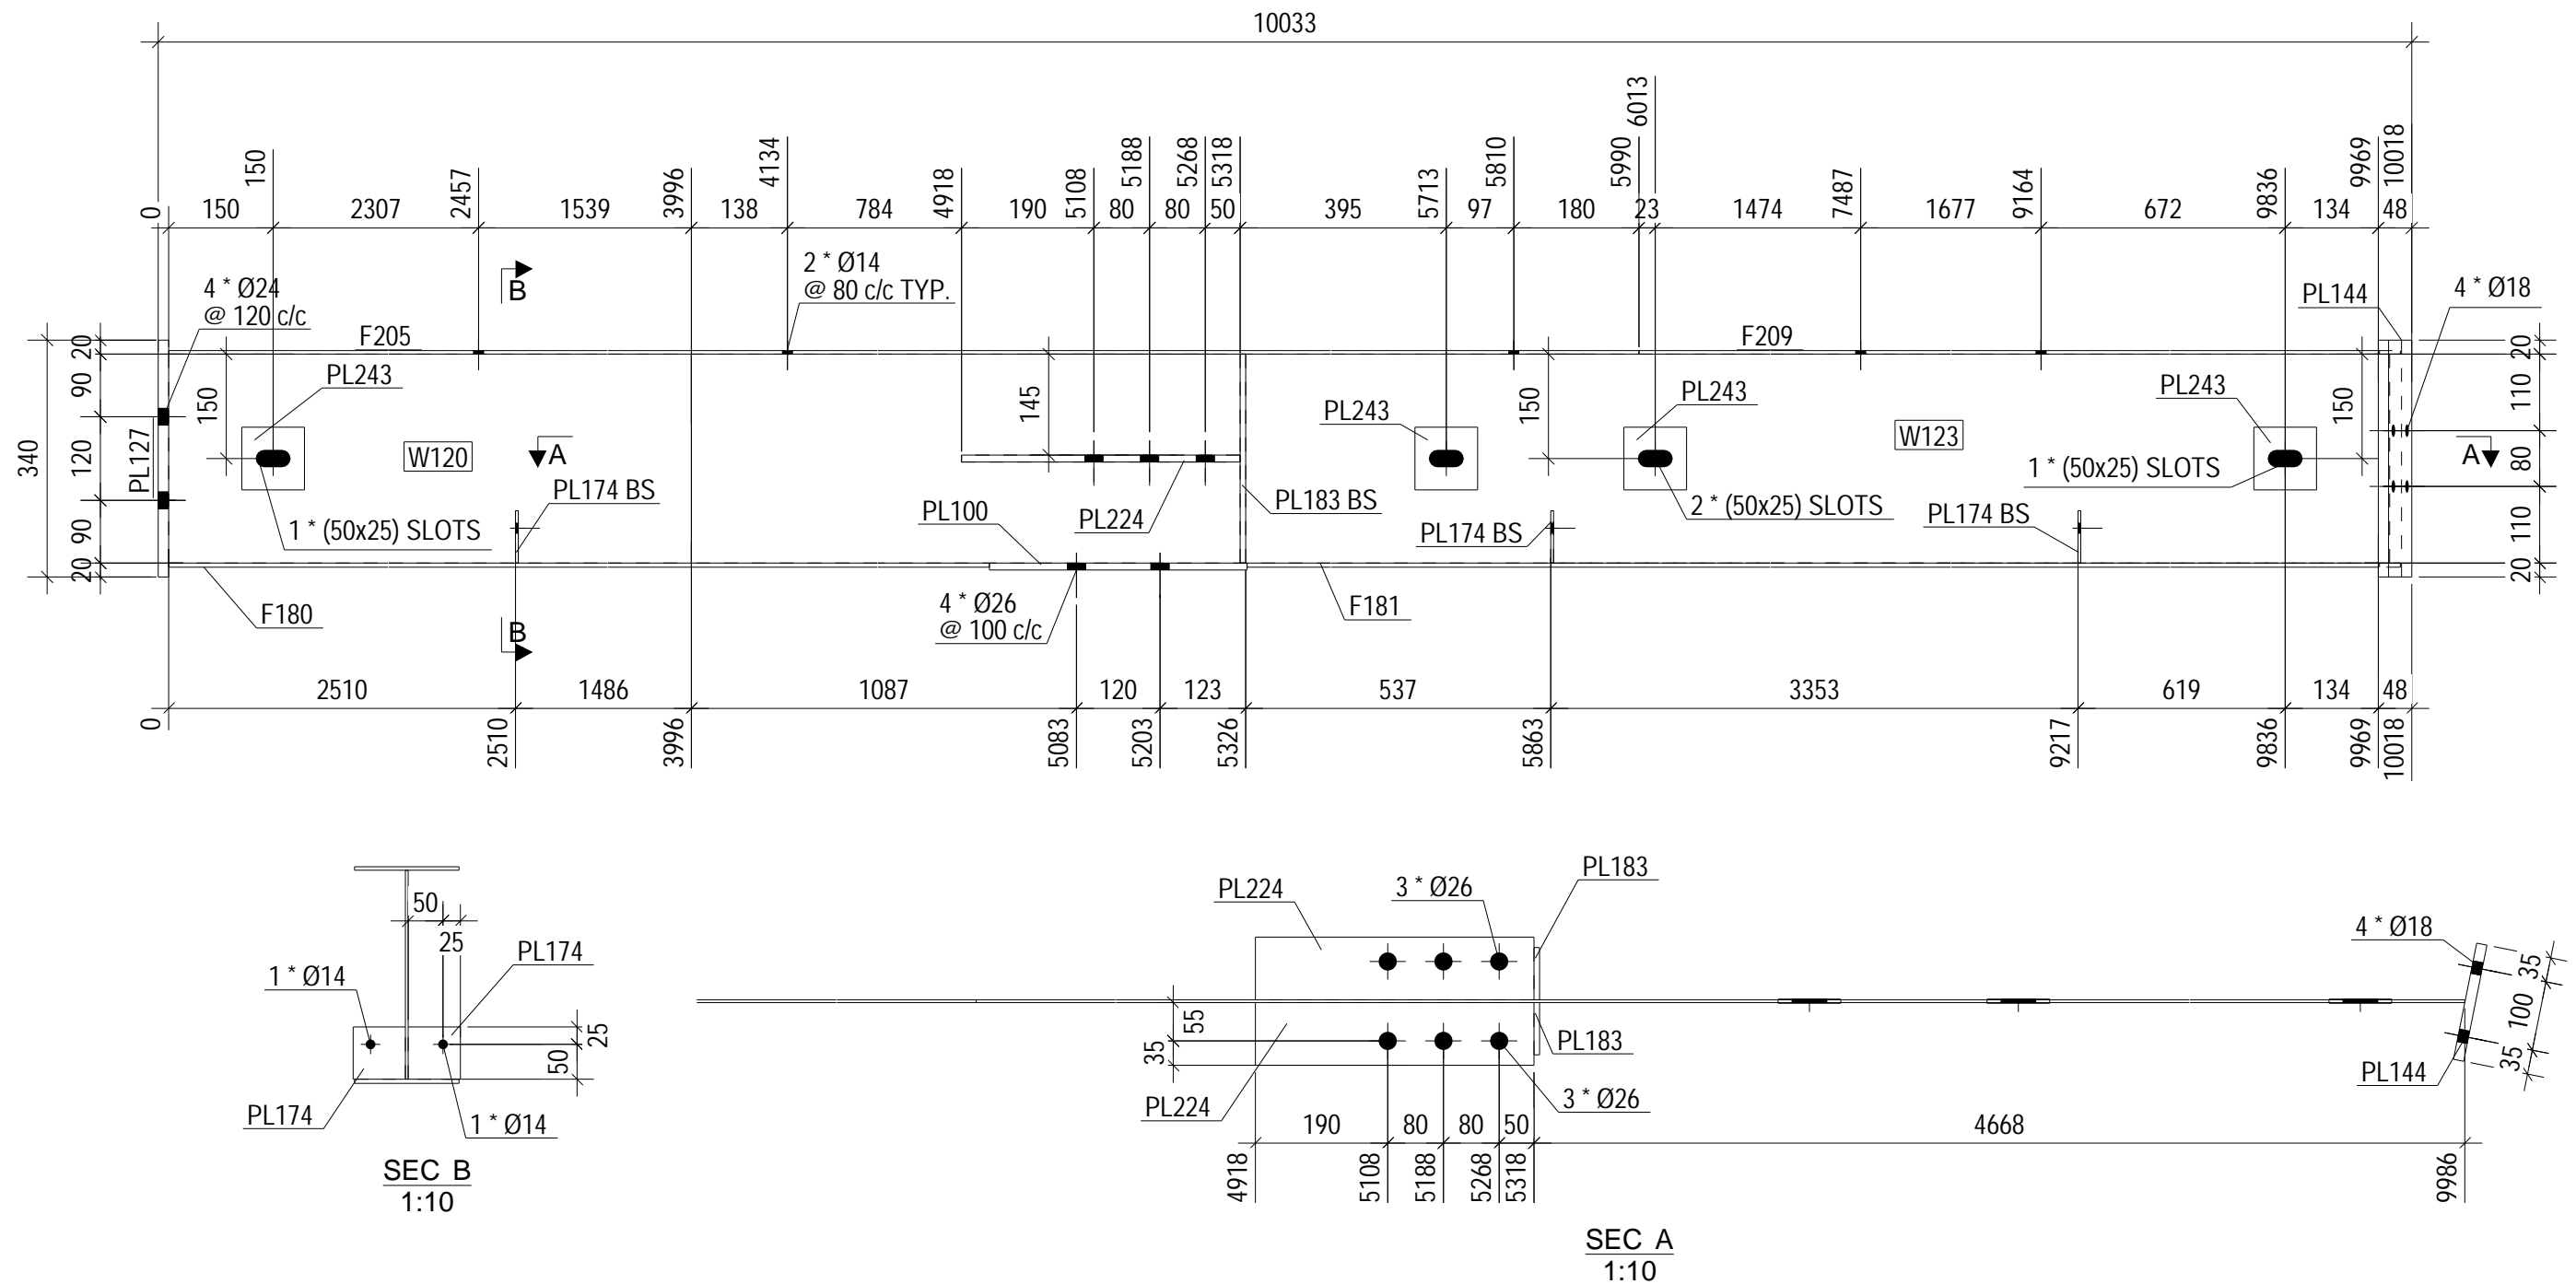 10033
0
150
2457
3996
4134
4918
5108
5188
5268
5318
5713
5810
5990
6013
7487
9164
9836
9969
10018
150
2307
1539
138
784
190
80
80
50
395
97
180
23
1474
1677
672
134
48
4 * Ø24
@ 120 c/c
B
2 * Ø14
@ 80 c/c TYP.
PL144
4 * Ø18
F205
F209
340
20
90
120
90
20
PL127
150
PL243
W120
A
PL174 BS
1 * (50x25) SLOTS
145
PL100
PL224
PL183 BS
PL243
150
PL243
2 * (50x25) SLOTS
PL174 BS
W123
PL243
150
1 * (50x25) SLOTS
PL174 BS
A
20
110
80
110
20
F180
B
4 * Ø26
@ 100 c/c
F181
2510
1486
1087
120
123
537
3353
619
134
48
0
2510
3996
5083
5203
5326
5863
9217
9836
9969
10018
50
25
PL174
1 * Ø14
25
50
PL174
1 * Ø14
SEC B
1:10
PL224
3 * Ø26
PL183
4 * Ø18
35
100
35
55
35
PL183
PL144
PL224
3 * Ø26
190
80
80
50
4668
4918
5108
5188
5268
5318
9986
SEC A
1:10